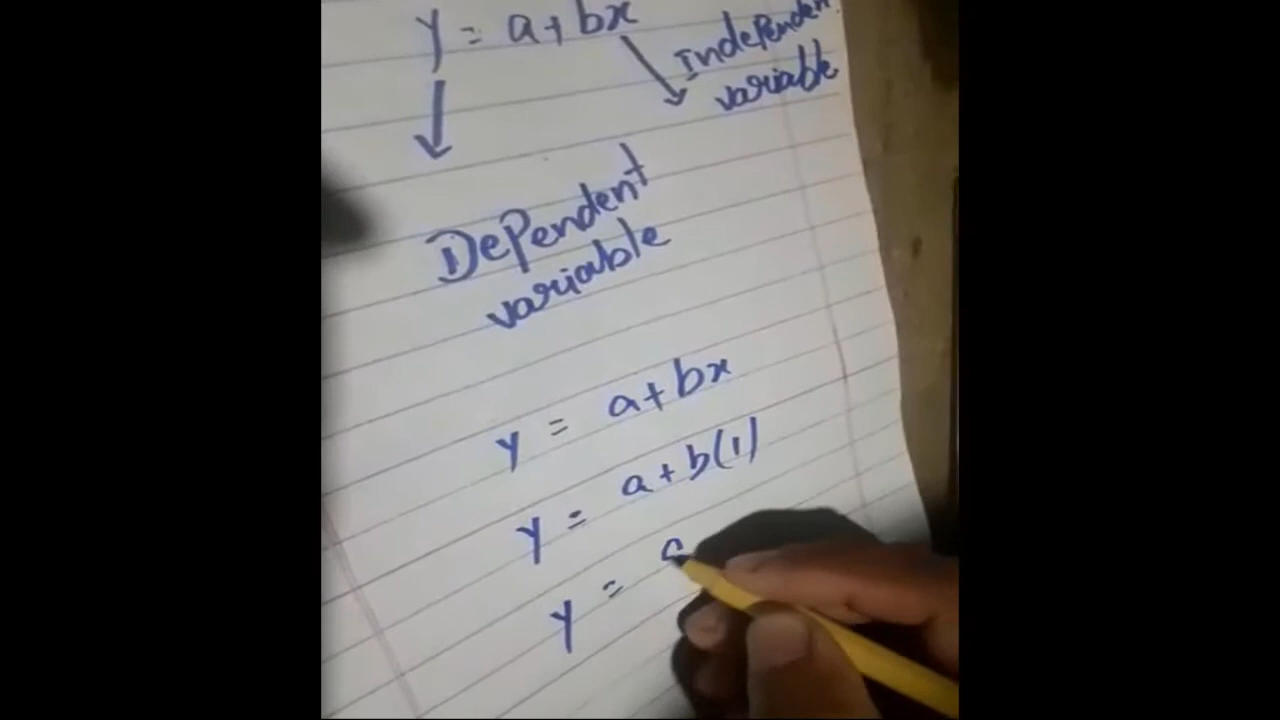 y = a + bx
Independent
variable
Dependent
variable
y = a + bx
y = a + b(1)
y =